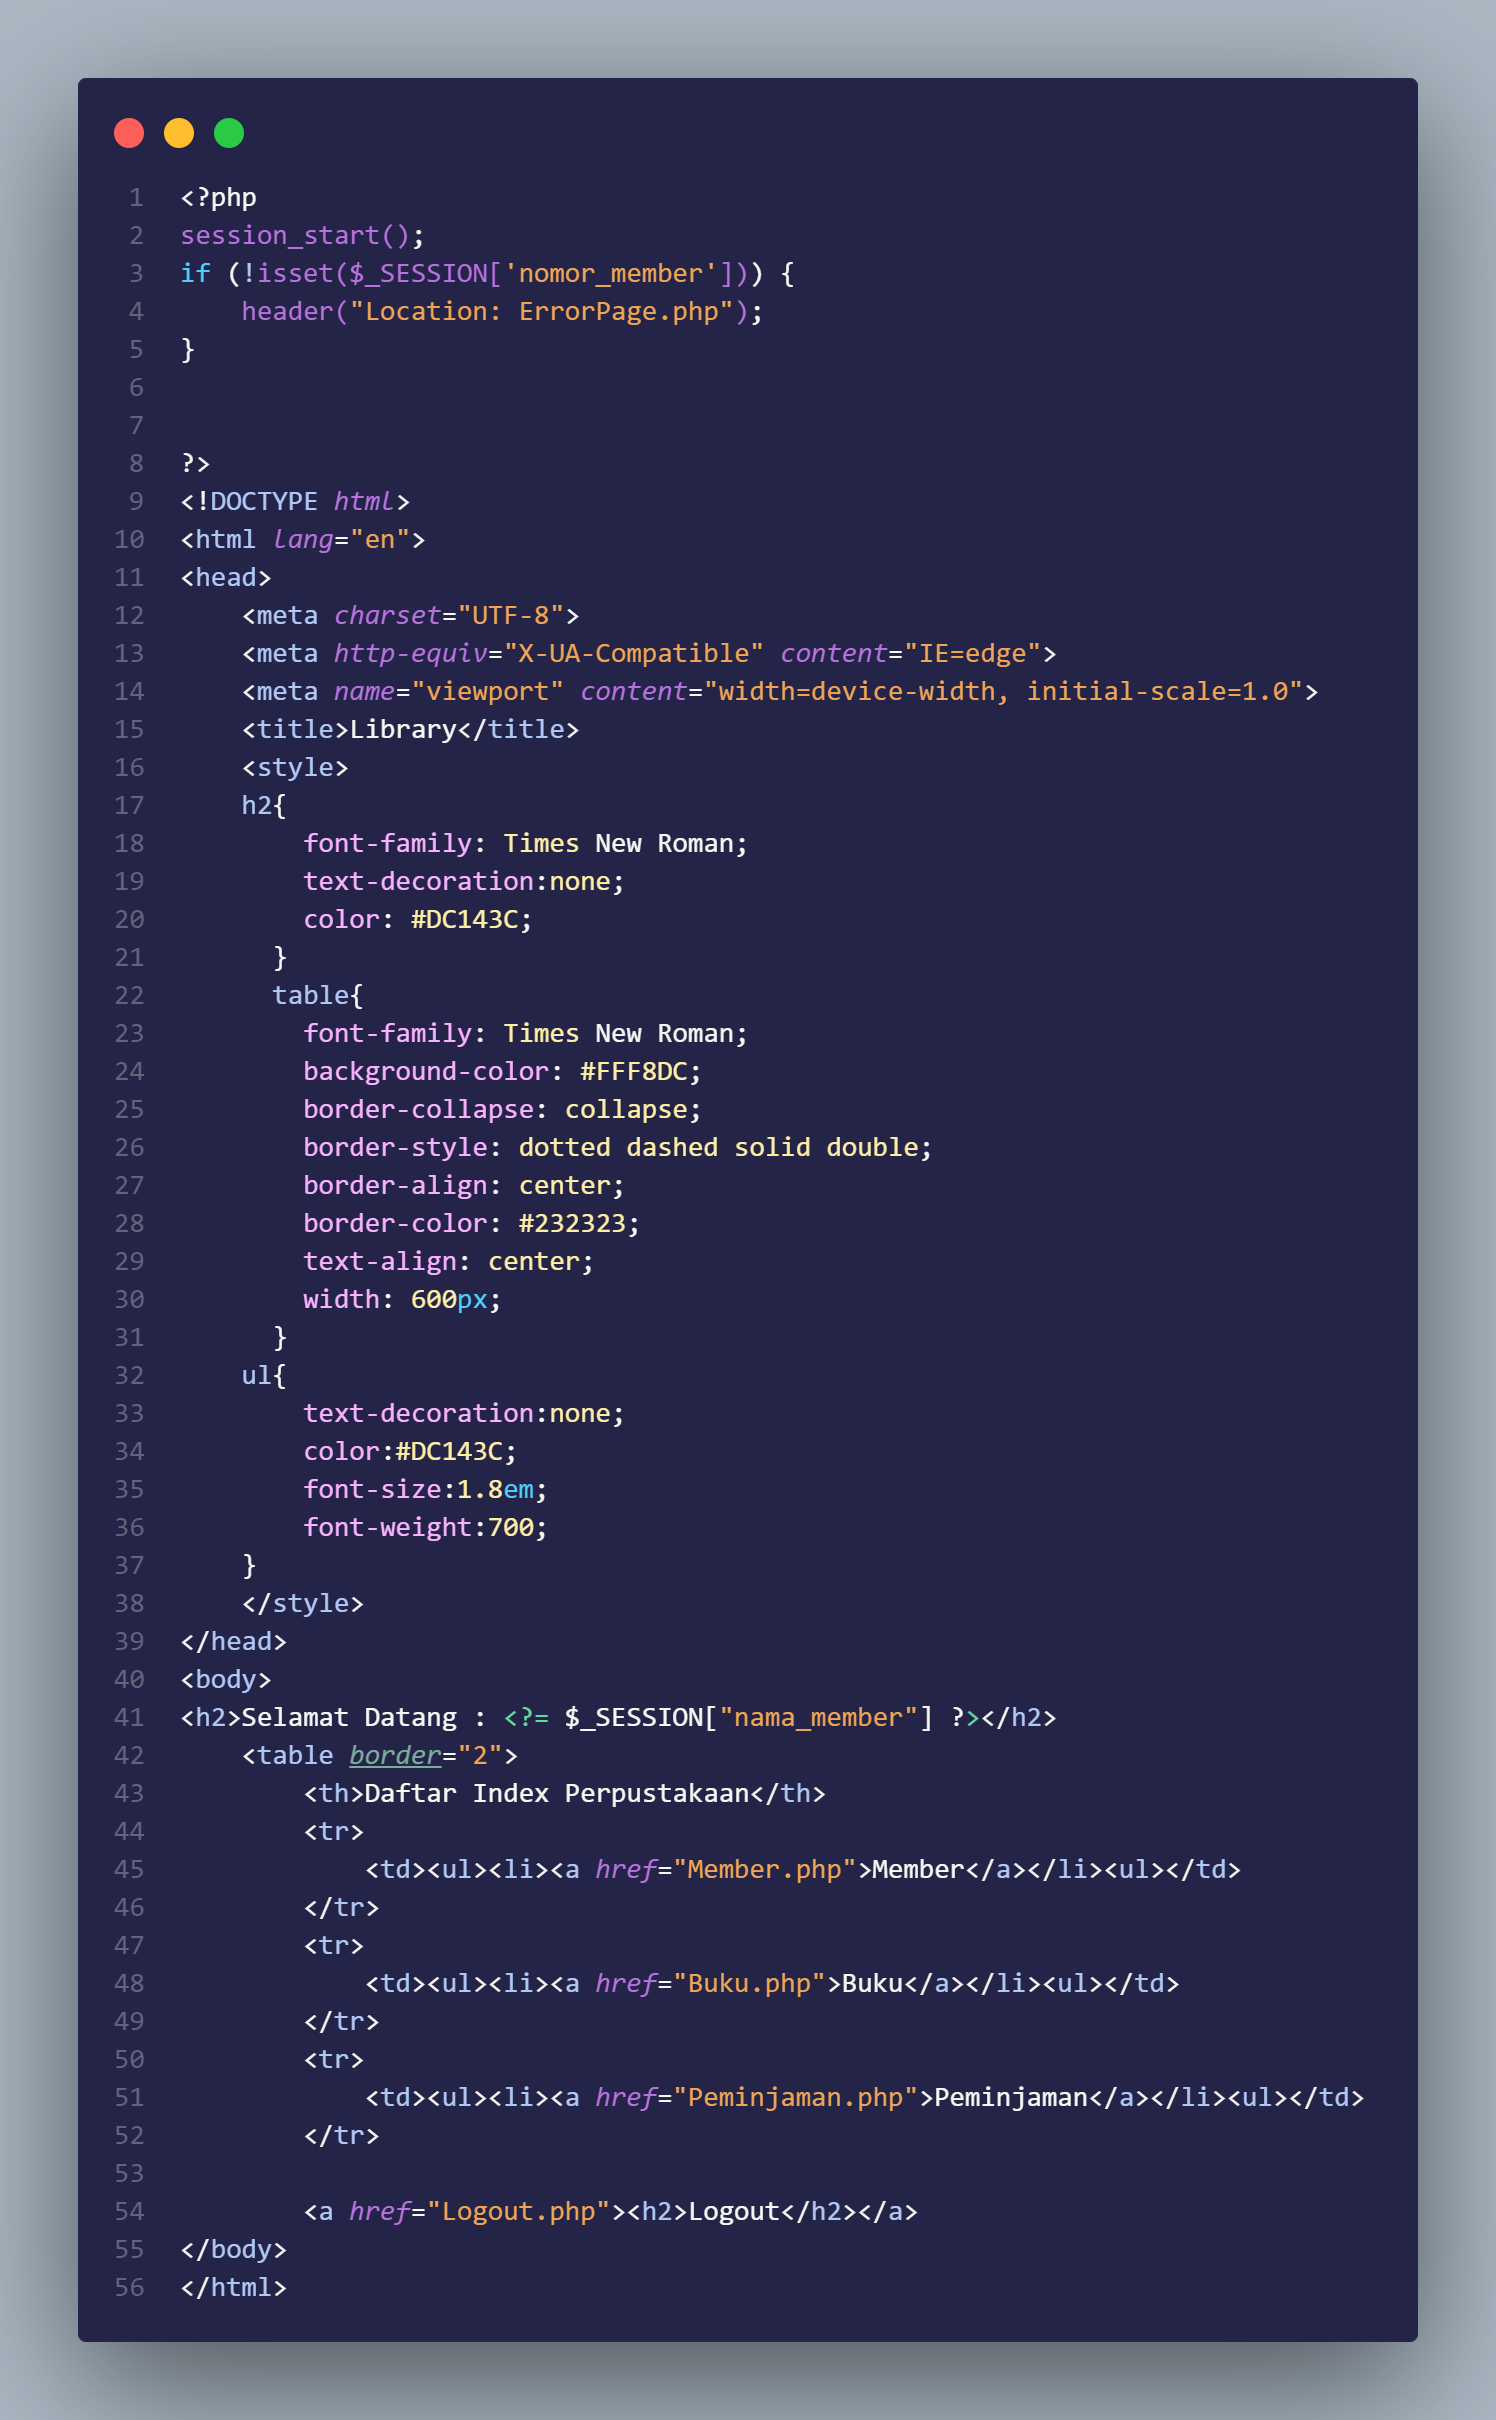 1 <?php
2 session_start();
3 if (!isset($_SESSION['nomor_member'])) {
4     header("Location: ErrorPage.php");
5 }
6
7
8 ?>
9 <!DOCTYPE html>
10 <html lang="en">
11 <head>
12     <meta charset="UTF-8">
13     <meta http-equiv="X-UA-Compatible" content="IE=edge">
14     <meta name="viewport" content="width=device-width, initial-scale=1.0">
15     <title>Library</title>
16     <style>
17     h2{
18         font-family: Times New Roman;
19         text-decoration:none;
20         color: #DC143C;
21       }
22       table{
23         font-family: Times New Roman;
24         background-color: #FFF8DC;
25         border-collapse: collapse;
26         border-style: dotted dashed solid double;
27         border-align: center;
28         border-color: #232323;
29         text-align: center;
30         width: 600px;
31       }
32     ul{
33         text-decoration:none;
34         color:#DC143C;
35         font-size:1.8em;
36         font-weight:700;
37     }
38     </style>
39 </head>
40 <body>
41 <h2>Selamat Datang : <?= $_SESSION["nama_member"] ?></h2>
42     <table border="2">
43         <th>Daftar Index Perpustakaan</th>
44         <tr>
45             <td><ul><li><a href="Member.php">Member</a></li><ul></td>
46         </tr>
47         <tr>
48             <td><ul><li><a href="Buku.php">Buku</a></li><ul></td>
49         </tr>
50         <tr>
51             <td><ul><li><a href="Peminjaman.php">Peminjaman</a></li><ul></td>
52         </tr>
53
54         <a href="Logout.php"><h2>Logout</h2></a>
55 </body>
56 </html>